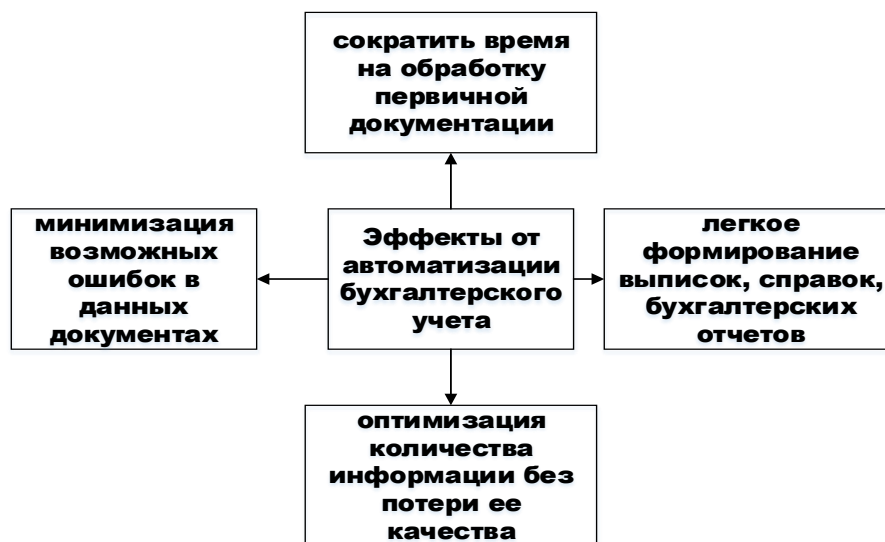 сократить время
на обработку
первичной
документации
минимизация
возможных
ошибок в
данных
документах
Эффекты от
автоматизации
бухгалтерского
учета
легкое
формирование
выписок, справок,
бухгалтерских
отчетов
оптимизация
количества
информации без
потери ее
качества